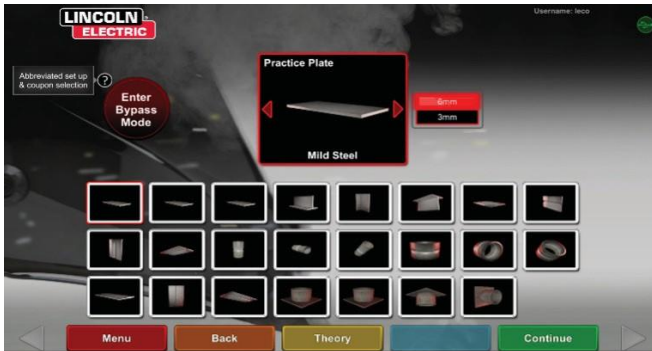 LINCOLN
ELECTRIC
Username: leco
Abbreviated set up
& coupon selection
?
Enter
Bypass
Mode
Practice Plate
Mild Steel
6mm
3mm
Menu
Back
Theory
Continue